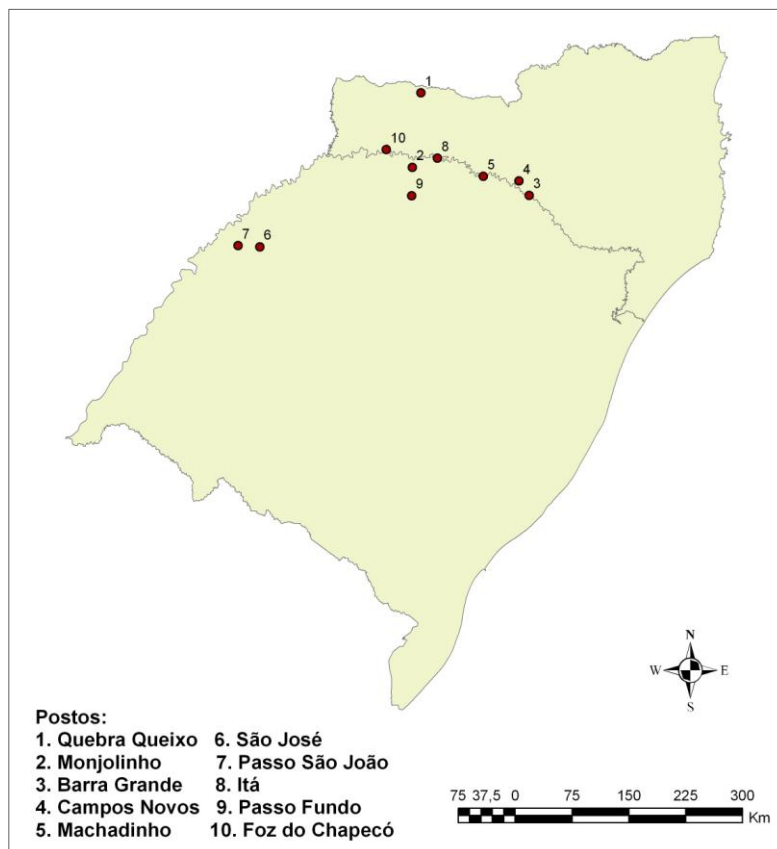 1
10
8
2
5
4
9
3
7
6
N
W E
S
Postos:
1. Quebra Queixo 6. São José
2. Monjolinho 7. Passo São João
3. Barra Grande 8. Itá
4. Campos Novos 9. Passo Fundo
5. Machadinho 10. Foz do Chapecó
75 37,5 0 75 150 225 300
Km